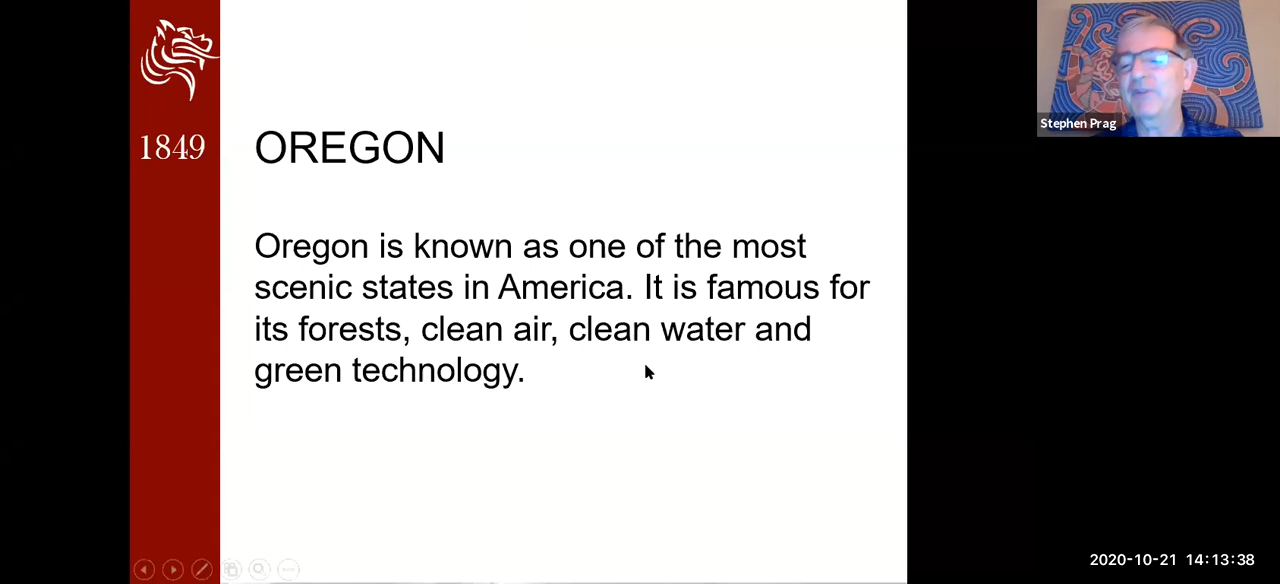 1849
OREGON
Oregon is known as one of the most
scenic states in America. It is famous for
its forests, clean air, clean water and
green technology.
Stephen Prag
2020-10-21 14:13:38